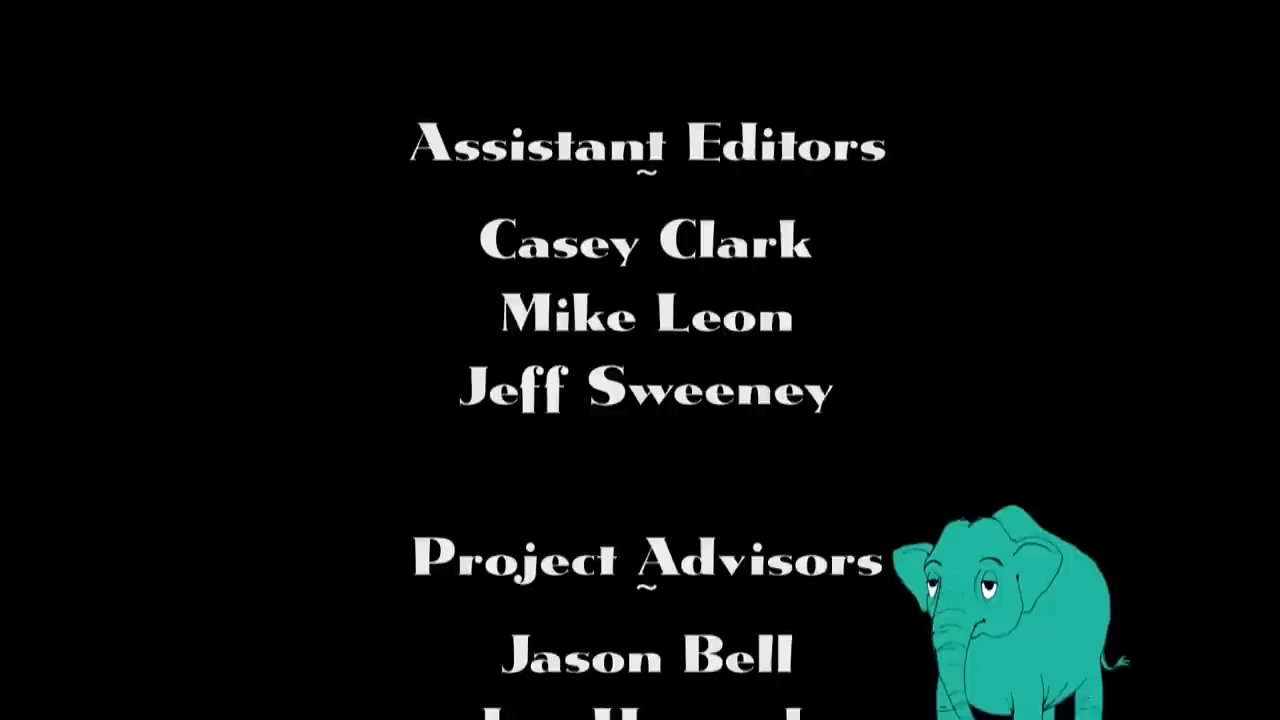 Assistant Editors
~
Casey Clark
Mike Leon
Jeff Sweeney
Project Advisors
~
Jason Bell